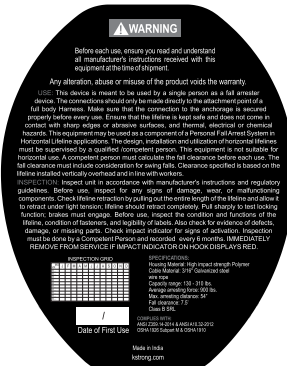 WARNING
Before each use, ensure you read and understand
all manufacturer's instructions received with this
equipment at the time of shipment.
Any alteration, abuse or misuse of the product voids the warranty.
USE: This device is meant to be used by a single person as a fall arrester
device. The connections should only be made directly to the attachment point of a
full body Harness. Make sure that the connection to the anchorage is secured
properly before every use. Ensure that the lifeline is kept safe and does not come in
contact with sharp edges or abrasive surfaces, and thermal, electrical or chemical
hazards. This equipment may be used as a component of a Personal Fall Arrest System in
Horizontal Lifeline applications. The design, installation and utilization of horizontal lifelines
must be supervised by a qualified /competent person. This equipment is not suitable for
horizontal use. A competent person must calculate the fall clearance before each use. The
fall clearance must include consideration for swing falls. Clearance specified is based on the
lifeline installed vertically overhead and in line with workers.
INSPECTION: Inspect unit in accordance with manufacturer's instructions and regulatory
guidelines. Before use, inspect for any signs of damage, wear, or malfunctioning
components. Check lifeline retraction by pulling out the entire length of the lifeline and allow it
to retract under light tension; lifeline should retract completely. Pull sharply to test locking
function; brakes must engage. Before use, inspect the condition and functions of the
lifeline, condition of fasteners, and legibility of labels. Also check for evidence of defects,
damage, or missing parts. Check impact indicator for signs of activation. Inspection
must be done by a Competent Person and recorded every 6 months. IMMEDIATELY
REMOVE FROM SERVICE IF IMPACT INDICATOR ON HOOK DISPLAYS RED.
INSPECTION GRID
/
Date of First Use
SPECIFICATIONS:
Housing Material: High impact strength Polymer
Cable Material: 3/16" Galvanized steel
wire rope
Capacity range: 130 - 310 lbs.
Average arresting force: 900 lbs.
Max. arresting distance: 54"
Fall clearance: 7.5'
Class B SRL
COMPLIES WITH:
ANSI Z359.14-2014 & ANSI A10.32-2012
OSHA 1926 Subpart M & OSHA 1910
Made in India
kstrong.com